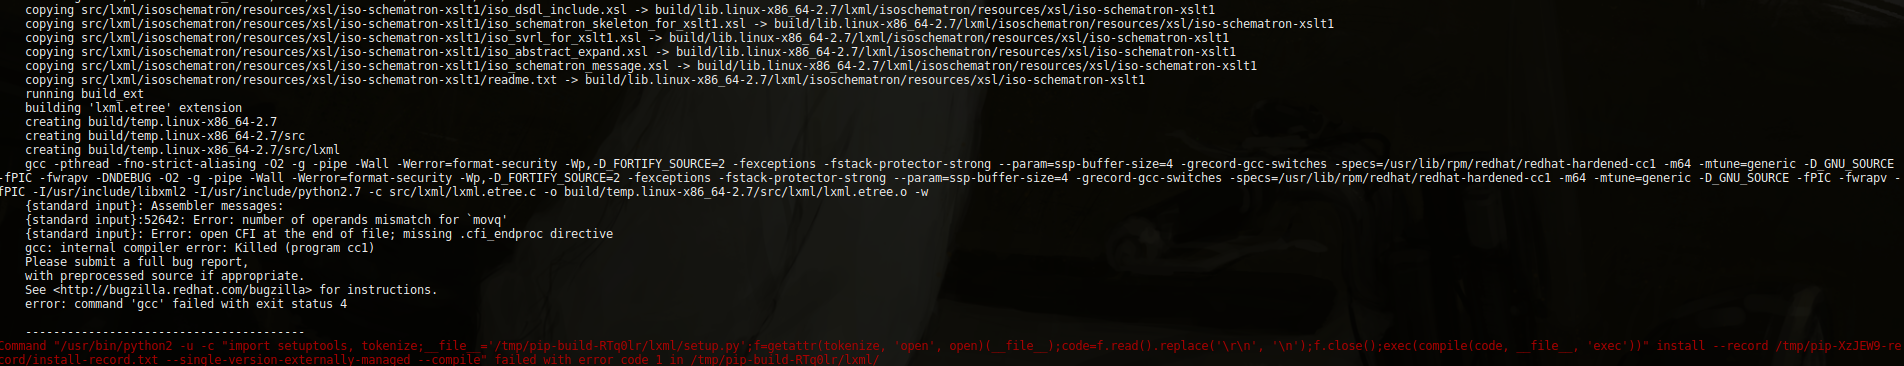 copying src/lxml/isoschematron/resources/xsl/iso-schematron-xslt1/iso_dsdl_include.xsl -> build/lib.linux-x86_64-2.7/lxml/isoschematron/resources/xsl/iso-schematron-xslt1
copying src/lxml/isoschematron/resources/xsl/iso-schematron-xslt1/iso_schematron_skeleton_for_xslt1.xsl -> build/lib.linux-x86_64-2.7/lxml/isoschematron/resources/xsl/iso-schematron-xslt1
copying src/lxml/isoschematron/resources/xsl/iso-schematron-xslt1/iso_svrl_for_xslt1.xsl -> build/lib.linux-x86_64-2.7/lxml/isoschematron/resources/xsl/iso-schematron-xslt1
copying src/lxml/isoschematron/resources/xsl/iso-schematron-xslt1/iso_abstract_expand.xsl -> build/lib.linux-x86_64-2.7/lxml/isoschematron/resources/xsl/iso-schematron-xslt1
copying src/lxml/isoschematron/resources/xsl/iso-schematron-xslt1/iso_schematron_message.xsl -> build/lib.linux-x86_64-2.7/lxml/isoschematron/resources/xsl/iso-schematron-xslt1
copying src/lxml/isoschematron/resources/xsl/iso-schematron-xslt1/readme.txt -> build/lib.linux-x86_64-2.7/lxml/isoschematron/resources/xsl/iso-schematron-xslt1
running build_ext
building 'lxml.etree' extension
creating build/temp.linux-x86_64-2.7
creating build/temp.linux-x86_64-2.7/src
creating build/temp.linux-x86_64-2.7/src/lxml
gcc -pthread -fno-strict-aliasing -O2 -g -pipe -Wall -Werror=format-security -Wp,-D_FORTIFY_SOURCE=2 -fexceptions -fstack-protector-strong --param=ssp-buffer-size=4 -grecord-gcc-switches -specs=/usr/lib/rpm/redhat/redhat-hardened-cc1 -m64 -mtune=generic -D_GNU_SOURCE
-fPIC -fwrapv -DNDEBUG -O2 -g -pipe -Wall -Werror=format-security -Wp,-D_FORTIFY_SOURCE=2 -fexceptions -fstack-protector-strong --param=ssp-buffer-size=4 -grecord-gcc-switches -specs=/usr/lib/rpm/redhat/redhat-hardened-cc1 -m64 -mtune=generic -D_GNU_SOURCE -fPIC -fwrapv -
fPIC -I/usr/include/libxml2 -I/usr/include/python2.7 -c src/lxml/lxml.etree.c -o build/temp.linux-x86_64-2.7/src/lxml/lxml.etree.o -w
{standard input}: Assembler messages:
{standard input}:52642: Error: number of operands mismatch for `movq'
{standard input}: Error: open CFI at the end of file; missing .cfi_endproc directive
gcc: internal compiler error: Killed (program cc1)
Please submit a full bug report,
with preprocessed source if appropriate.
See <http://bugzilla.redhat.com/bugzilla> for instructions.
error: command 'gcc' failed with exit status 4
----------------------------------------
Command "/usr/bin/python2 -u -c "import setuptools, tokenize;__file__='/tmp/pip-build-RTq0lr/lxml/setup.py';f=getattr(tokenize, 'open', open)(__file__);code=f.read().replace('\r\n', '\n');f.close();exec(compile(code, __file__, 'exec'))" install --record /tmp/pip-XzJEW9-re
cord/install-record.txt --single-version-externally-managed --compile" failed with error code 1 in /tmp/pip-build-RTq0lr/lxml/